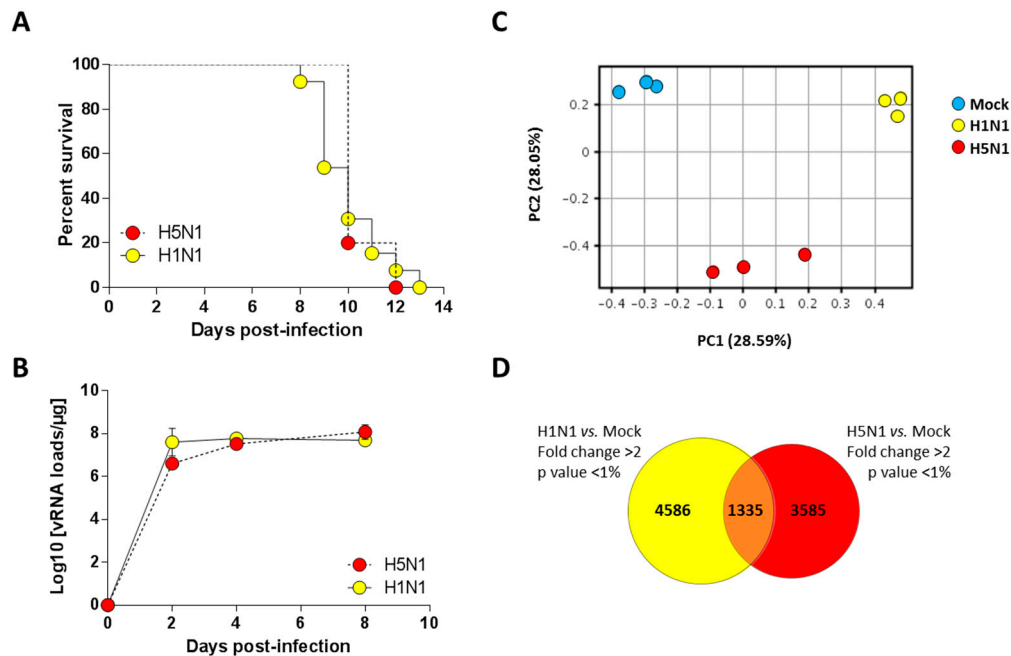 A
Percent survival
100
80
60
40
20
0
H5N1
H1N1
0 2 4 6 8 10 12 14
Days post-infection
B
Log10 [vRNA loads/µg]
10
8
6
4
2
0
H5N1
H1N1
0 2 4 6 8 10
Days post-infection
C
PC2 (28.05%)
0.2
0
−0.2
−0.4
−0.4 −0.3 −0.2 −0.1 0 0.1 0.2 0.3 0.4
PC1 (28.59%)
Mock
H1N1
H5N1
D
H1N1 vs. Mock
Fold change >2
p value <1%
H5N1 vs. Mock
Fold change >2
p value <1%
4586 1335 3585